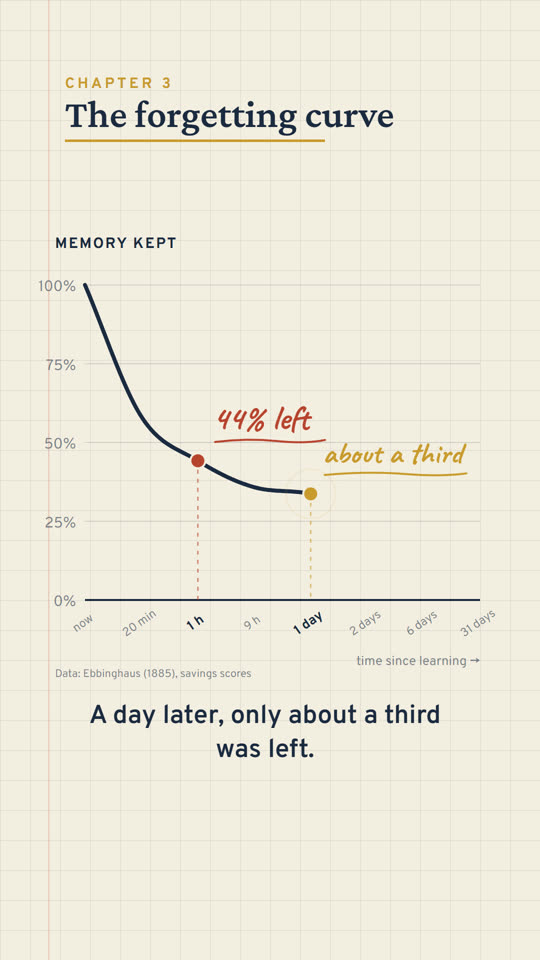 CHAPTER 3
The forgetting curve
MEMORY KEPT
100%
75%
44% left
50%
about a third
25%
0%
now
20 min
1 h
9 h
1 day
2 days
6 days
31 days
time since learning →
Data: Ebbinghaus (1885), savings scores
A day later, only about a third
was left.